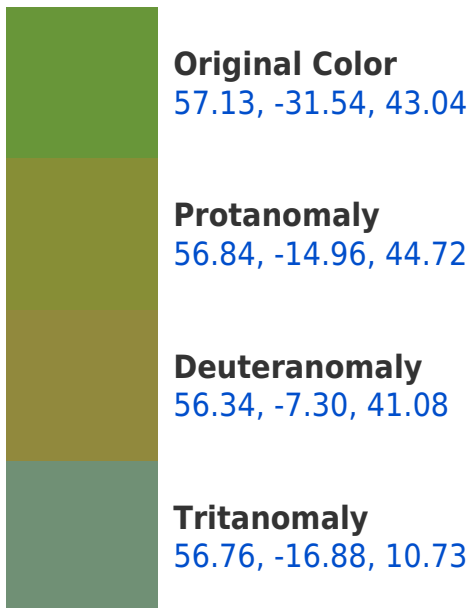 Original Color
57.13, -31.54, 43.04
Protanomaly
56.84, -14.96, 44.72
Deuteranomaly
56.34, -7.30, 41.08
Tritanomaly
56.76, -16.88, 10.73